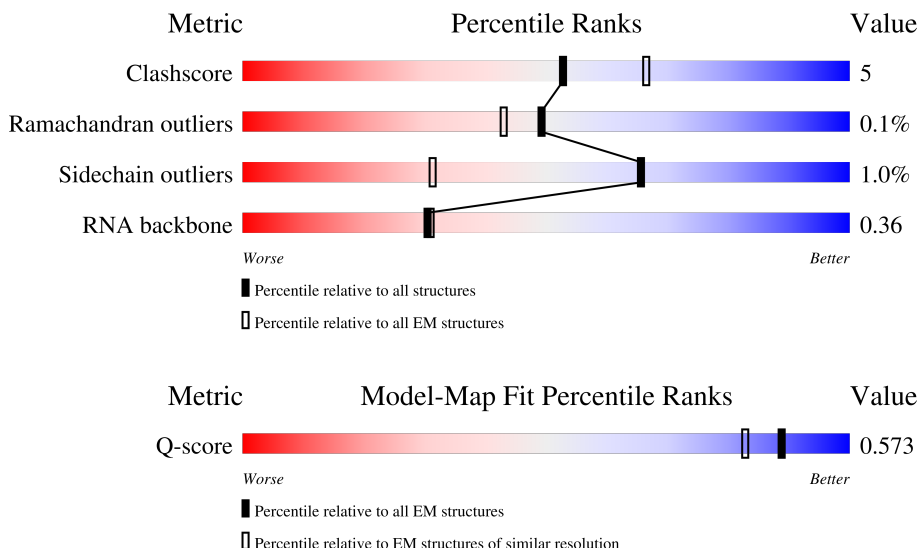 Metric Percentile Ranks Value
Clashscore 5
Ramachandran outliers 0.1%
Sidechain outliers 1.0%
RNA backbone 0.36
Worse Better
Percentile relative to all structures
Percentile relative to all EM structures
Metric Model-Map Fit Percentile Ranks Value
Q-score 0.573
Worse Better
Percentile relative to all EM structures
Percentile relative to EM structures of similar resolution